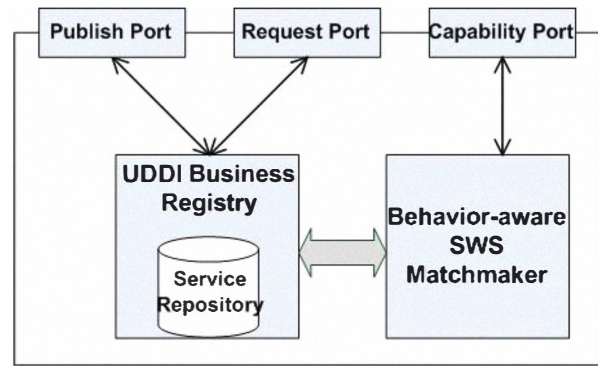 Publish Port
Request Port
Capability Port
UDDI Business
Registry
Service
Repository
Behavior-aware
SWS
Matchmaker